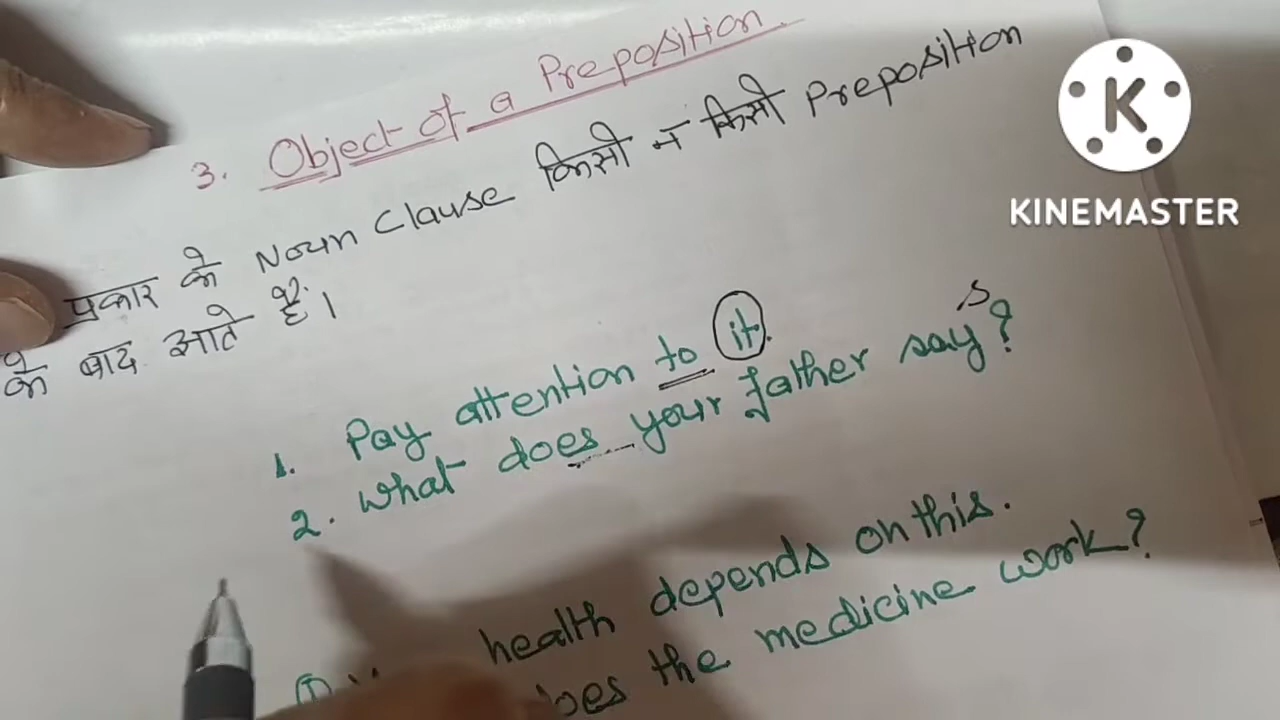 3. Object of a Preposition
प्रकार के Noun Clause किसी न किसी Preposition
के बाद आते हैं।
1. Pay attention to it.
2. What does your father say?
s
health depends on this.
does the medicine work?
K
KINEMASTER